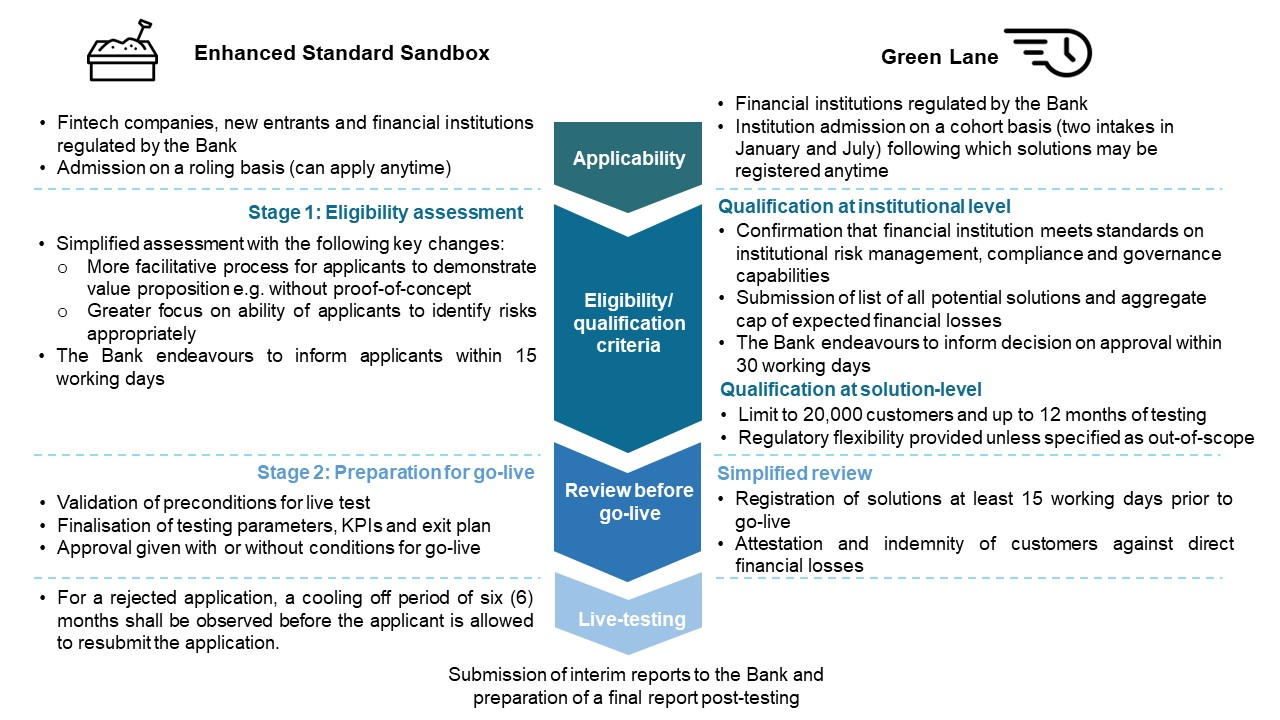 Enhanced Standard Sandbox
Green Lane
• Fintech companies, new entrants and financial institutions
regulated by the Bank
• Admission on a rolling basis (can apply anytime)
Applicability
• Financial institutions regulated by the Bank
• Institution admission on a cohort basis (two intakes in
January and July) following which solutions may be
registered anytime
Stage 1: Eligibility assessment
• Simplified assessment with the following key changes:
o More facilitative process for applicants to demonstrate
value proposition e.g. without proof-of-concept
o Greater focus on ability of applicants to identify risks
appropriately
• The Bank endeavours to inform applicants within 15
working days
Eligibility/
qualification
criteria
Qualification at institutional level
• Confirmation that financial institution meets standards on
institutional risk management, compliance and governance
capabilities
• Submission of list of all potential solutions and aggregate
cap of expected financial losses
• The Bank endeavours to inform decision on approval within
30 working days
Qualification at solution-level
• Limit to 20,000 customers and up to 12 months of testing
• Regulatory flexibility provided unless specified as out-of-scope
Stage 2: Preparation for go-live
• Validation of preconditions for live test
• Finalisation of testing parameters, KPIs and exit plan
• Approval given with or without conditions for go-live
Review before
go-live
Simplified review
• Registration of solutions at least 15 working days prior to
go-live
• Attestation and indemnity of customers against direct
financial losses
• For a rejected application, a cooling off period of six (6)
months shall be observed before the applicant is allowed
to resubmit the application.
Live-testing
Submission of interim reports to the Bank and
preparation of a final report post-testing